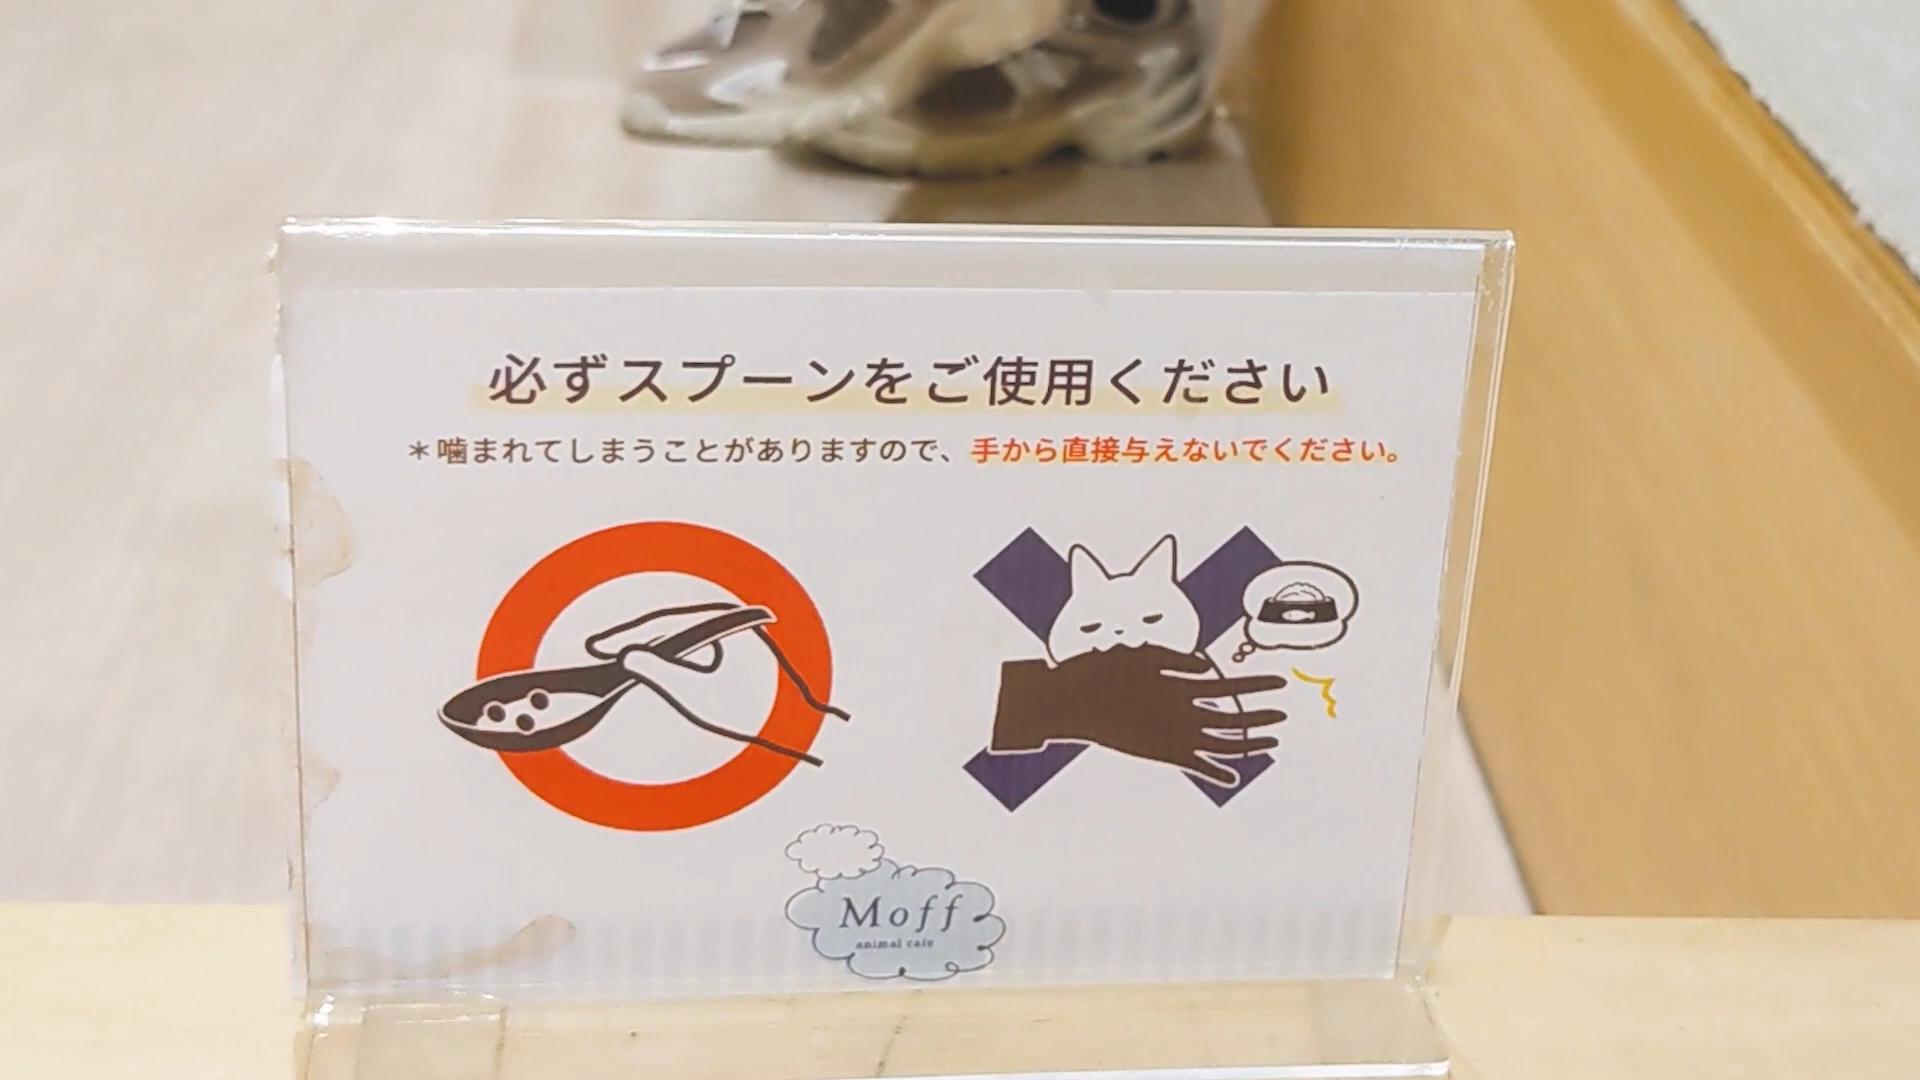 必ずスプーンをご使用ください
＊噛まれてしまうことがありますので、手から直接与えないでください。
Moff
animal cafe